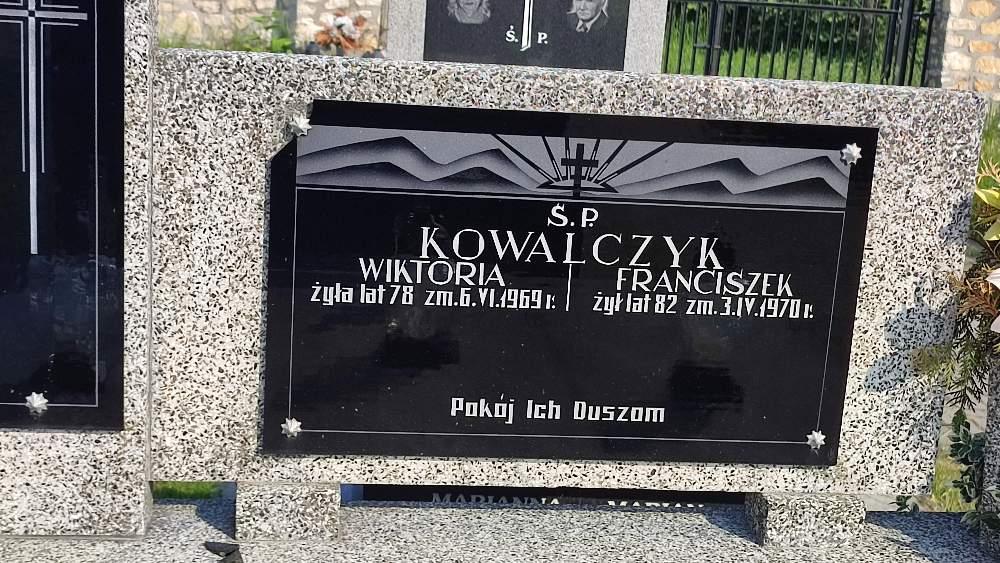 Ś. P.
Ś. P.
KOWALCZYK
WIKTORIA FRANCISZEK
żyła lat 78 zm. 6.VI.1969 r. żył lat 82 zm. 3.IV.1970 r.
Pokój Ich Duszom
MARIANNA MARIAN